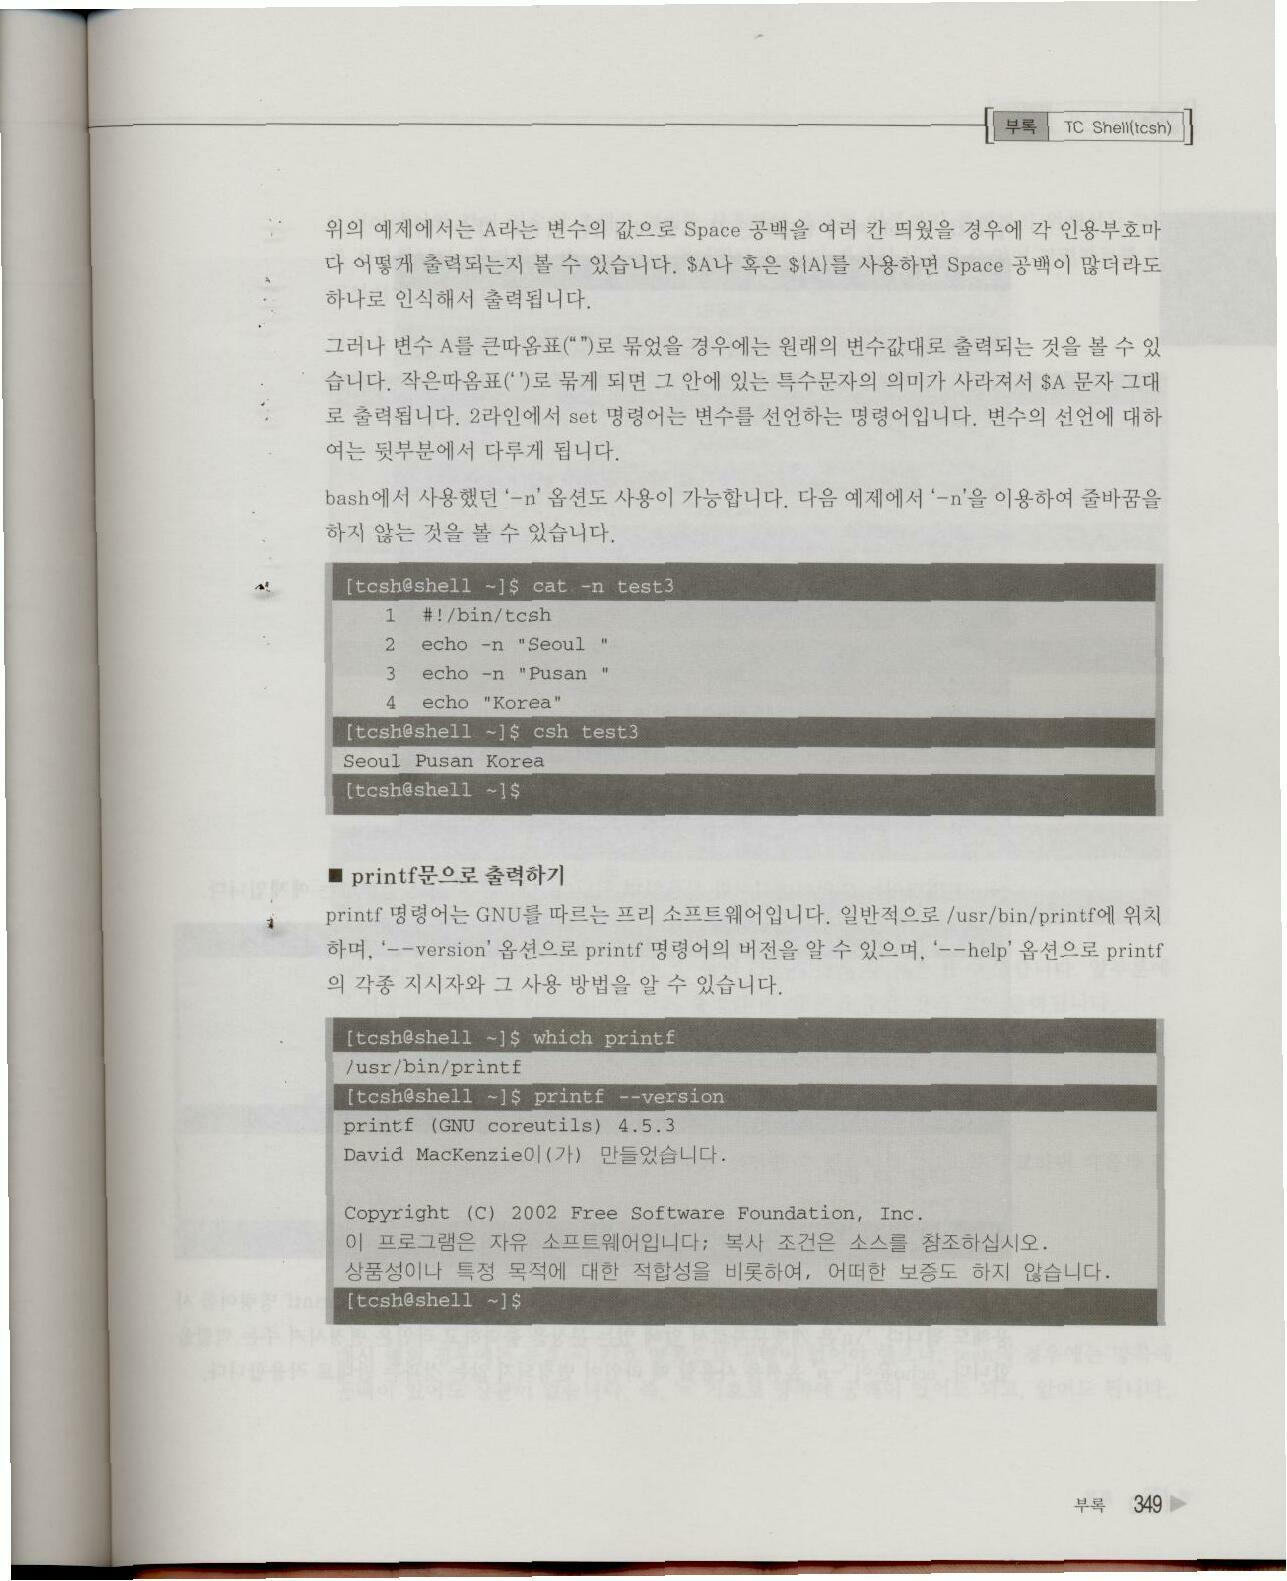 부록 TC Shell(tcsh)
위의 예제에서는 A라는 변수의 값으로 Space 공백을 여러 칸 띄웠을 경우에 각 인용부호마
다 어떻게 출력되는지 볼 수 있습니다. $A나 혹은 ${A}를 사용하면 Space 공백이 많더라도
하나로 인식해서 출력됩니다.
그러나 변수 A를 큰따옴표(“ ”)로 묶었을 경우에는 원래의 변수값대로 출력되는 것을 볼 수 있
습니다. 작은따옴표(‘ ’)로 묶게 되면 그 안에 있는 특수문자의 의미가 사라져서 $A 문자 그대
로 출력됩니다. 2라인에서 set 명령어는 변수를 선언하는 명령어입니다. 변수의 선언에 대하
여는 뒷부분에서 다루게 됩니다.
bash에서 사용했던 ‘-n’ 옵션도 사용이 가능합니다. 다음 예제에서 ‘-n’을 이용하여 줄바꿈을
하지 않는 것을 볼 수 있습니다.
[tcsh@shell ~]$ cat -n test3
1 #!/bin/tcsh
2 echo -n "Seoul "
3 echo -n "Pusan "
4 echo "Korea"
[tcsh@shell ~]$ csh test3
Seoul Pusan Korea
[tcsh@shell ~]$
■ printf문으로 출력하기
printf 명령어는 GNU를 따르는 프리 소프트웨어입니다. 일반적으로 /usr/bin/printf에 위치
하며, ‘--version’ 옵션으로 printf 명령어의 버전을 알 수 있으며, ‘--help’ 옵션으로 printf
의 각종 지시자와 그 사용 방법을 알 수 있습니다.
[tcsh@shell ~]$ which printf
/usr/bin/printf
[tcsh@shell ~]$ printf --version
printf (GNU coreutils) 4.5.3
David MacKenzie이(가) 만들었습니다.
Copyright (C) 2002 Free Software Foundation, Inc.
이 프로그램은 자유 소프트웨어입니다; 복사 조건은 소스를 참조하십시오.
상품성이나 특정 목적에 대한 적합성을 비롯하여, 어떠한 보증도 하지 않습니다.
[tcsh@shell ~]$
부록 349